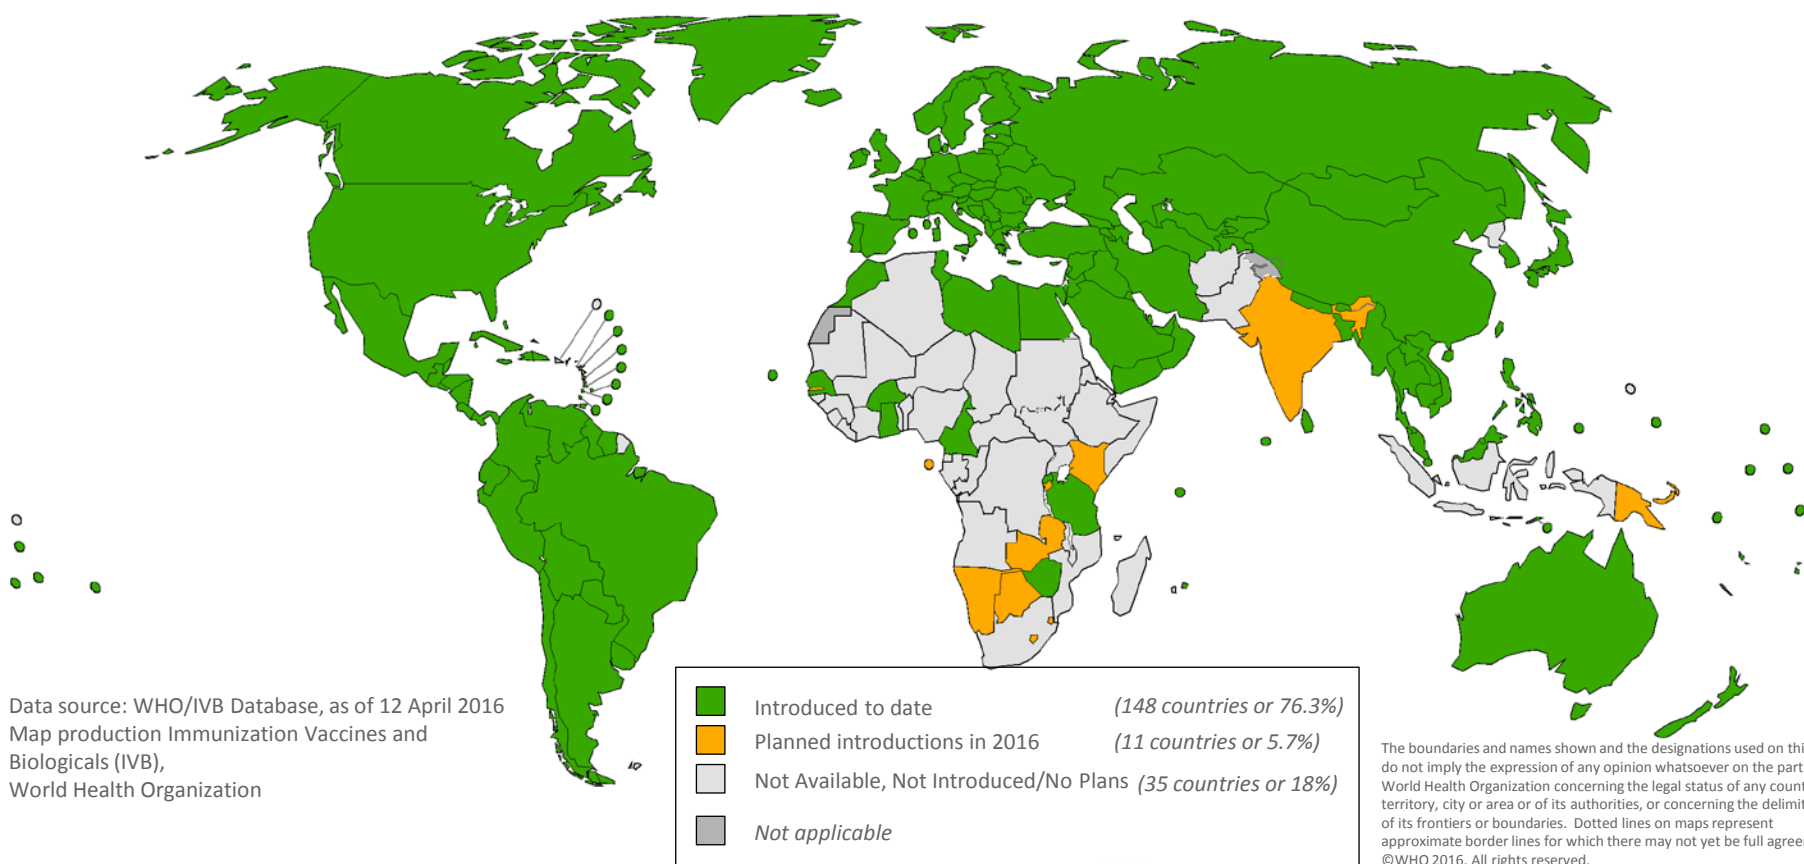 Data source: WHO/IVB Database, as of 12 April 2016
Map production Immunization Vaccines and
Biologicals (IVB),
World Health Organization
Introduced to date (148 countries or 76.3%)
Planned introductions in 2016 (11 countries or 5.7%)
Not Available, Not Introduced/No Plans (35 countries or 18%)
Not applicable
The boundaries and names shown and the designations used on thi
do not imply the expression of any opinion whatsoever on the part
World Health Organization concerning the legal status of any count
territory, city or area or of its authorities, or concerning the delimit
of its frontiers or boundaries. Dotted lines on maps represent
approximate border lines for which there may not yet be full agree
©WHO 2016. All rights reserved.